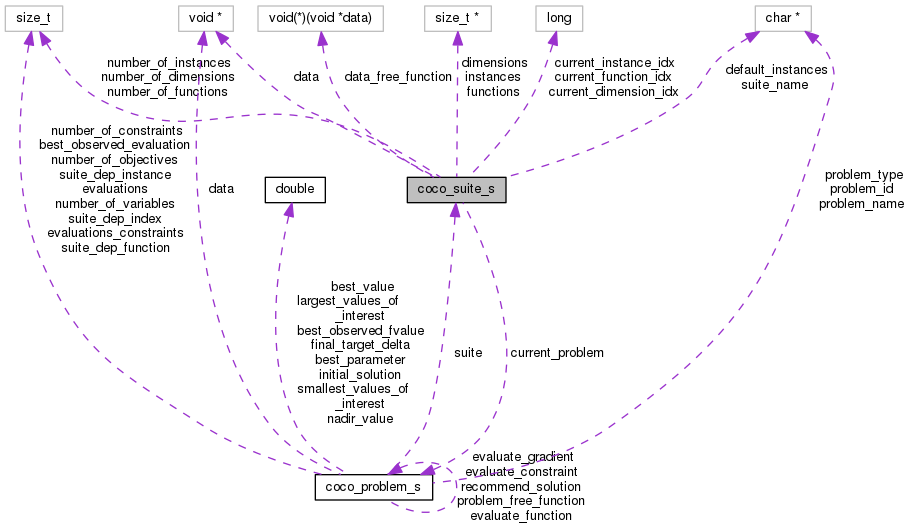 size_t
void *
void(*)(void *data)
size_t *
long
char *
number_of_instances
number_of_dimensions
number_of_functions
data
data_free_function
dimensions
instances
functions
current_instance_idx
current_function_idx
current_dimension_idx
default_instances
suite_name
number_of_constraints
best_observed_evaluation
number_of_objectives
suite_dep_instance
evaluations
number_of_variables
suite_dep_index
evaluations_constraints
suite_dep_function
data
double
coco_suite_s
problem_type
problem_id
problem_name
best_value
largest_values_of
_interest
best_observed_fvalue
final_target_delta
best_parameter
initial_solution
smallest_values_of
_interest
nadir_value
suite
current_problem
coco_problem_s
evaluate_gradient
evaluate_constraint
recommend_solution
problem_free_function
evaluate_function